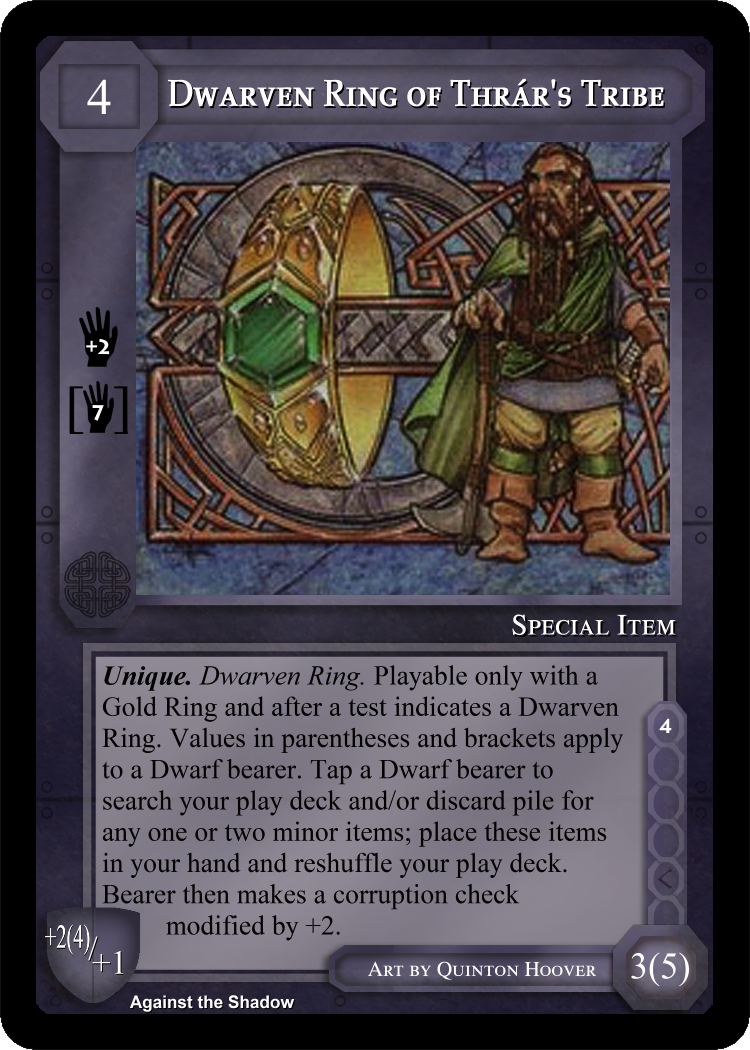 4
Dwarven Ring of Thrár's Tribe
+2
[7]
Special Item
Unique. Dwarven Ring. Playable only with a
Gold Ring and after a test indicates a Dwarven
Ring. Values in parentheses and brackets apply
to a Dwarf bearer. Tap a Dwarf bearer to
search your play deck and/or discard pile for
any one or two minor items; place these items
in your hand and reshuffle your play deck.
Bearer then makes a corruption check
modified by +2.
4
<
+2(4)/+1
Art by Quinton Hoover
3(5)
Against the Shadow